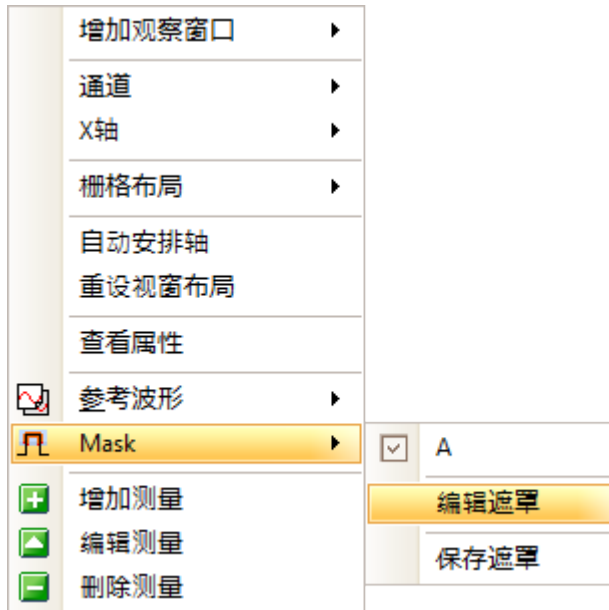 增加观察窗口
通道
X轴
栅格布局
自动安排轴
重设视窗布局
查看属性
参考波形
Mask
A
增加测量
编辑遮罩
编辑测量
保存遮罩
删除测量